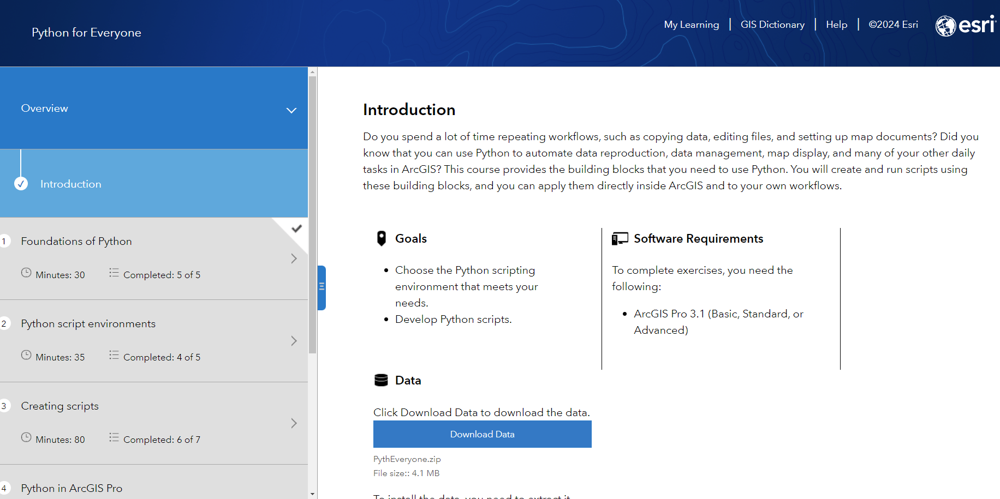 Python for Everyone
My Learning | GIS Dictionary | Help | ©2024 Esri
esri
Overview
Introduction
1 Foundations of Python
Minutes: 30 Completed: 5 of 5
2 Python script environments
Minutes: 35 Completed: 4 of 5
3 Creating scripts
Minutes: 80 Completed: 6 of 7
4 Python in ArcGIS Pro
Introduction
Do you spend a lot of time repeating workflows, such as copying data, editing files, and setting up map documents? Did you
know that you can use Python to automate data reproduction, data management, map display, and many of your other daily
tasks in ArcGIS? This course provides the building blocks that you need to use Python. You will create and run scripts using
these building blocks, and you can apply them directly inside ArcGIS and to your own workflows.
Goals
• Choose the Python scripting
environment that meets your
needs.
• Develop Python scripts.
Software Requirements
To complete exercises, you need the
following:
• ArcGIS Pro 3.1 (Basic, Standard, or
Advanced)
Data
Click Download Data to download the data.
Download Data
PythEveryone.zip
File size:: 4.1 MB
To install the data, you need to extract it